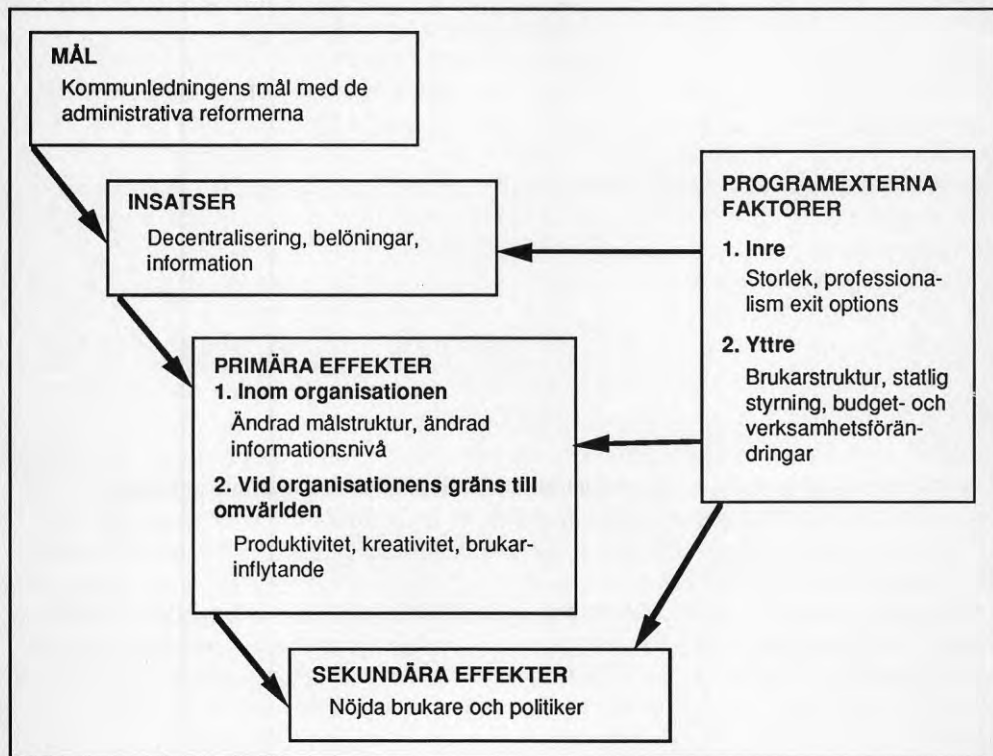 MÅL
Kommunledningens mål med de
administrativa reformerna
INSATSER
Decentralisering, belöningar,
information
PRIMÄRA EFFEKTER
1. Inom organisationen
Ändrad målstruktur, ändrad
informationsnivå
2. Vid organisationens gräns till
omvärlden
Produktivitet, kreativitet, brukar-
inflytande
SEKUNDÄRA EFFEKTER
Nöjda brukare och politiker
PROGRAMEXTERNA
FAKTORER
1. Inre
Storlek, professiona-
lism exit options
2. Yttre
Brukarstruktur, statlig
styrning, budget- och
verksamhetsförän-
dringar